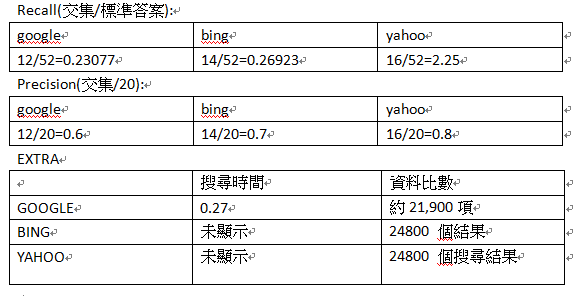 Recall(交集/標準答案):
google bing yahoo
12/52=0.23077 14/52=0.26923 16/52=2.25
Precision(交集/20):
google bing yahoo
12/20=0.6 14/20=0.7 16/20=0.8
EXTRA
搜尋時間 資料比數
GOOGLE 0.27 約 21,900 項
BING 未顯示 24800 個結果
YAHOO 未顯示 24800 個搜尋結果